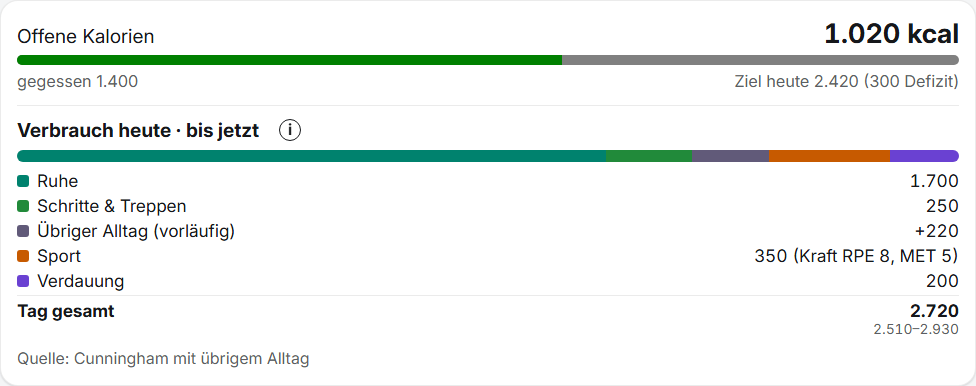 Offene Kalorien 1.020 kcal
gegessen 1.400 Ziel heute 2.420 (300 Defizit)
Verbrauch heute · bis jetzt i
Ruhe 1.700
Schritte & Treppen 250
Übriger Alltag (vorläufig) +220
Sport 350 (Kraft RPE 8, MET 5)
Verdauung 200
Tag gesamt 2.720
2.510–2.930
Quelle: Cunningham mit übrigem Alltag